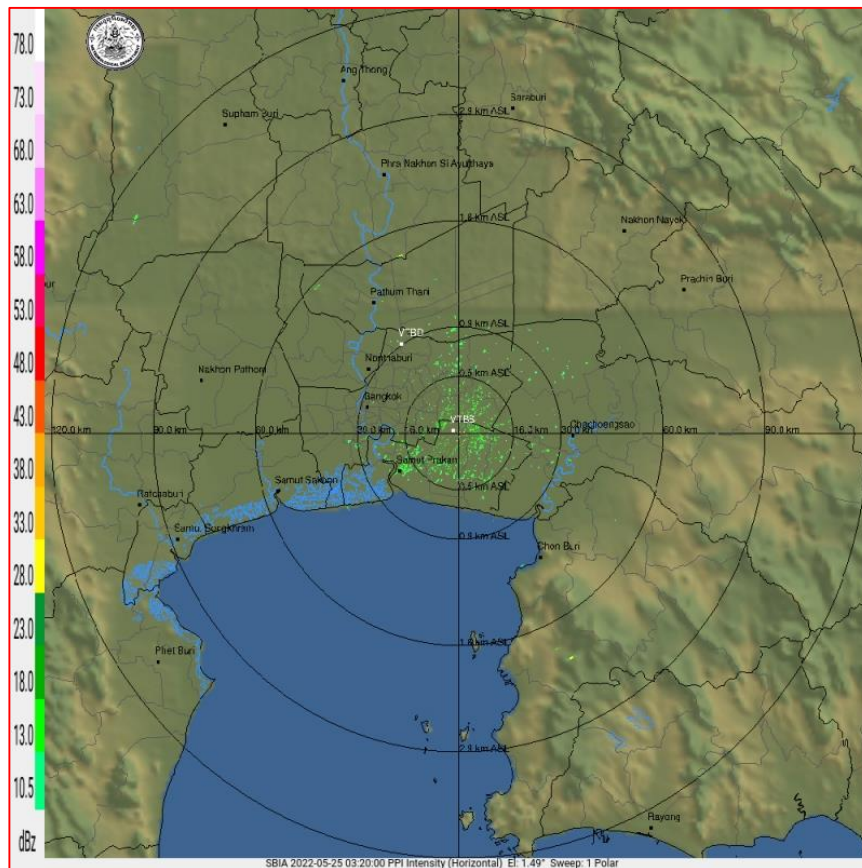 78.0
73.0
68.0
63.0
58.0
53.0
48.0
43.0
38.0
33.0
28.0
23.0
18.0
13.0
10.5
dBz
Ang Thong
Saraburi
Suphan Buri
2.9 km ASL
Phra Nakhon Si Ayutthaya
1.8 km ASL
Nakhon Nayok
Prachin Buri
Pathum Thani
0.9 km ASL
VTBD
Nonthaburi
0.5 km ASL
Nakhon Pathom
Bangkok
VTBS
120.0 km
90.0 km
60.0 km
30.0 km
16.0 km
16.2 km
30.0 km
60.0 km
90.0 km
Chachoengsao
Samut Prakan
0.5 km ASL
Samut Sakhon
Ratchaburi
0.9 km ASL
Samut Songkhram
Chon Buri
1.8 km ASL
Phet Buri
2.9 km ASL
Rayong
SBIA 2022-05-25 03:20:00 PPI Intensity (Horizontal) El: 1.49° Sweep: 1 Polar